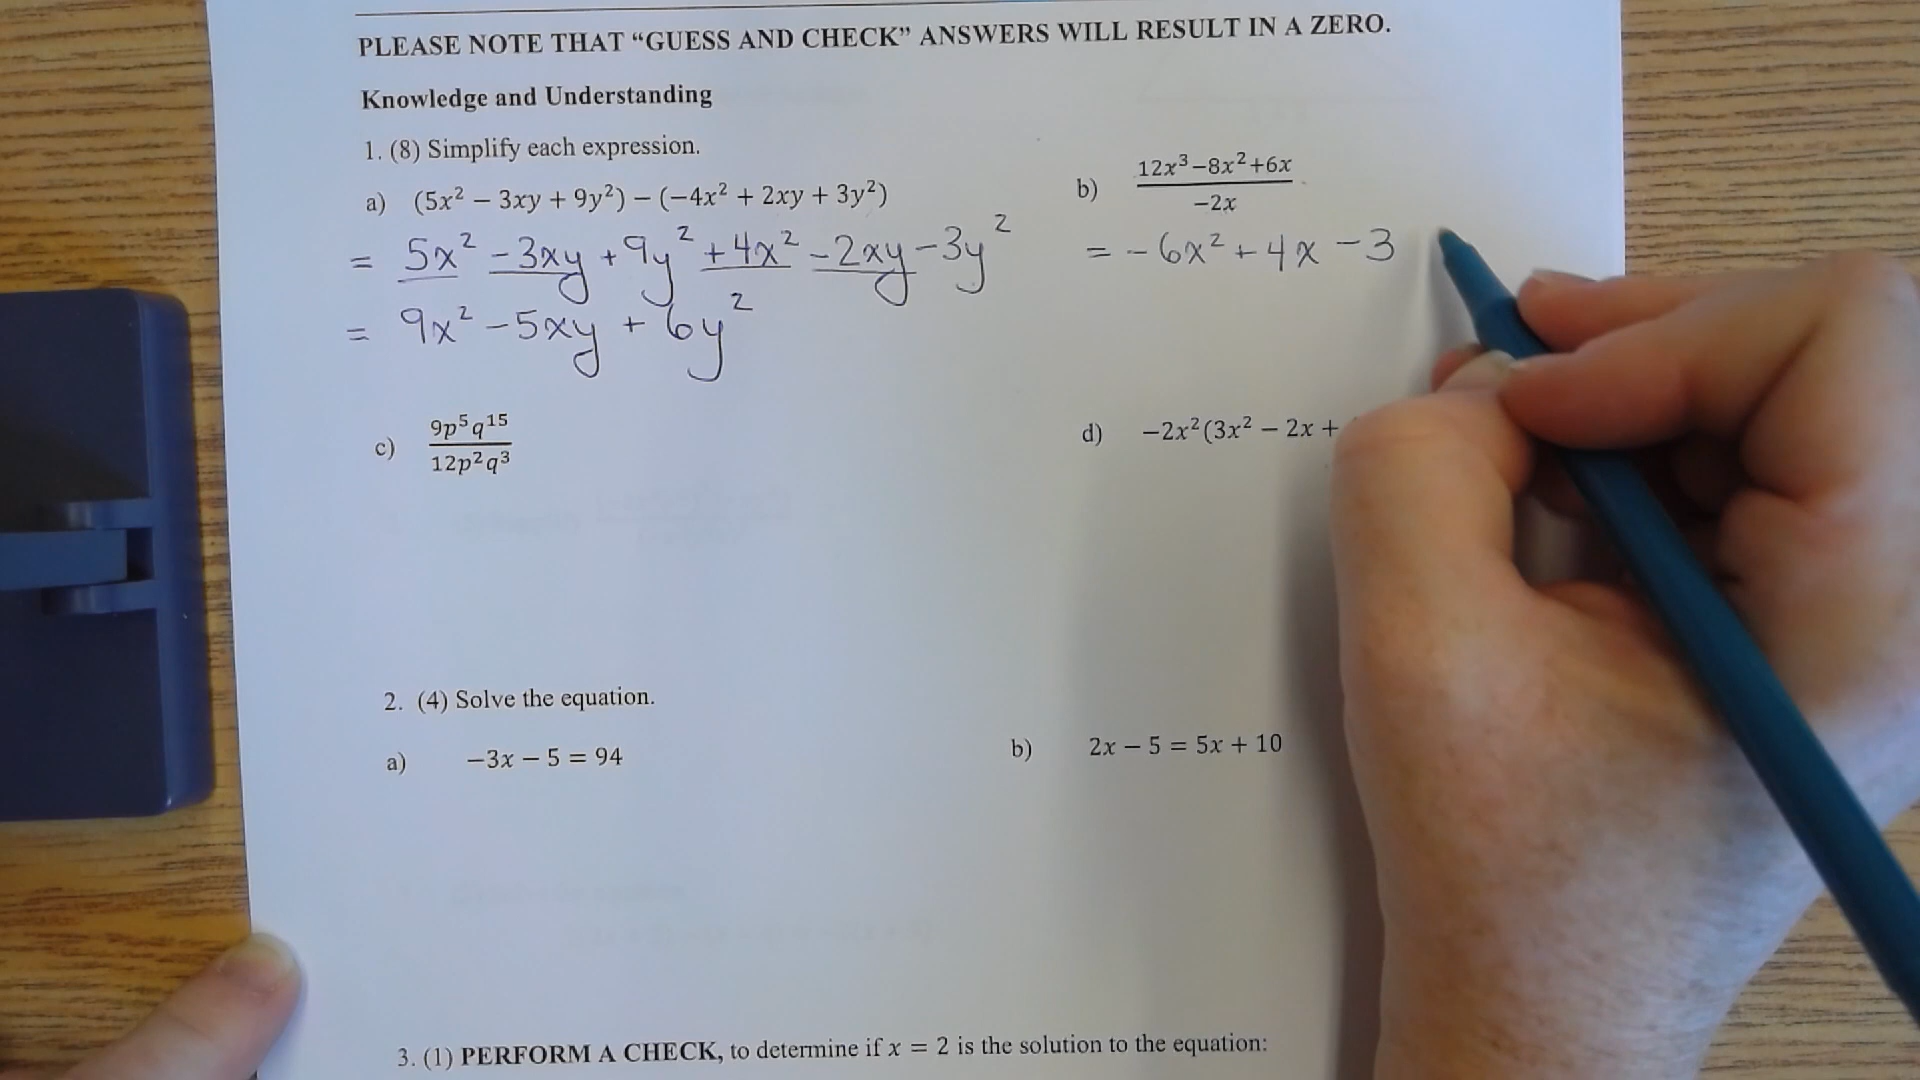 PLEASE NOTE THAT “GUESS AND CHECK” ANSWERS WILL RESULT IN A ZERO.
Knowledge and Understanding
1. (8) Simplify each expression.
a) (5x² − 3xy + 9y²) − (−4x² + 2xy + 3y²)
= 5x² − 3xy + 9y² + 4x² − 2xy − 3y²
= 9x² − 5xy + 6y²
b) 12x³−8x²+6x
−2x
= − 6x² + 4x − 3
c) 9p⁵q¹⁵
12p²q³
d) −2x²(3x² − 2x +
2. (4) Solve the equation.
a) −3x − 5 = 94
b) 2x − 5 = 5x + 10
3. (1) PERFORM A CHECK, to determine if x = 2 is the solution to the equation: